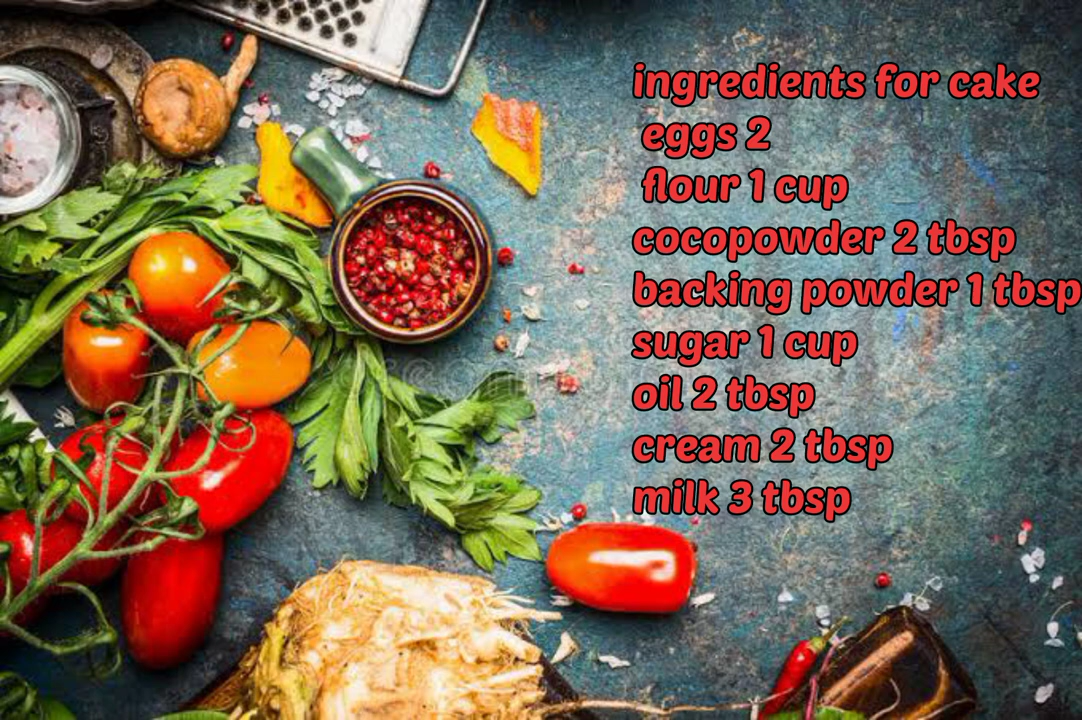 ingredients for cake
eggs 2
flour 1 cup
cocopowder 2 tbsp
backing powder 1 tbsp
sugar 1 cup
oil 2 tbsp
cream 2 tbsp
milk 3 tbsp